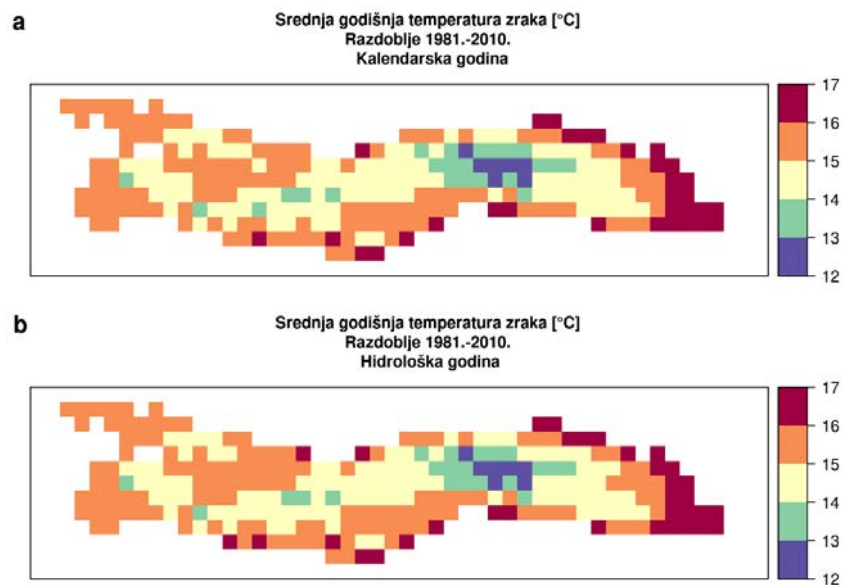 a
Srednja godišnja temperatura zraka [°C]
Razdoblje 1981.-2010.
Kalendarska godina
17
16
15
14
13
12
b
Srednja godišnja temperatura zraka [°C]
Razdoblje 1981.-2010.
Hidrološka godina
17
16
15
14
13
12